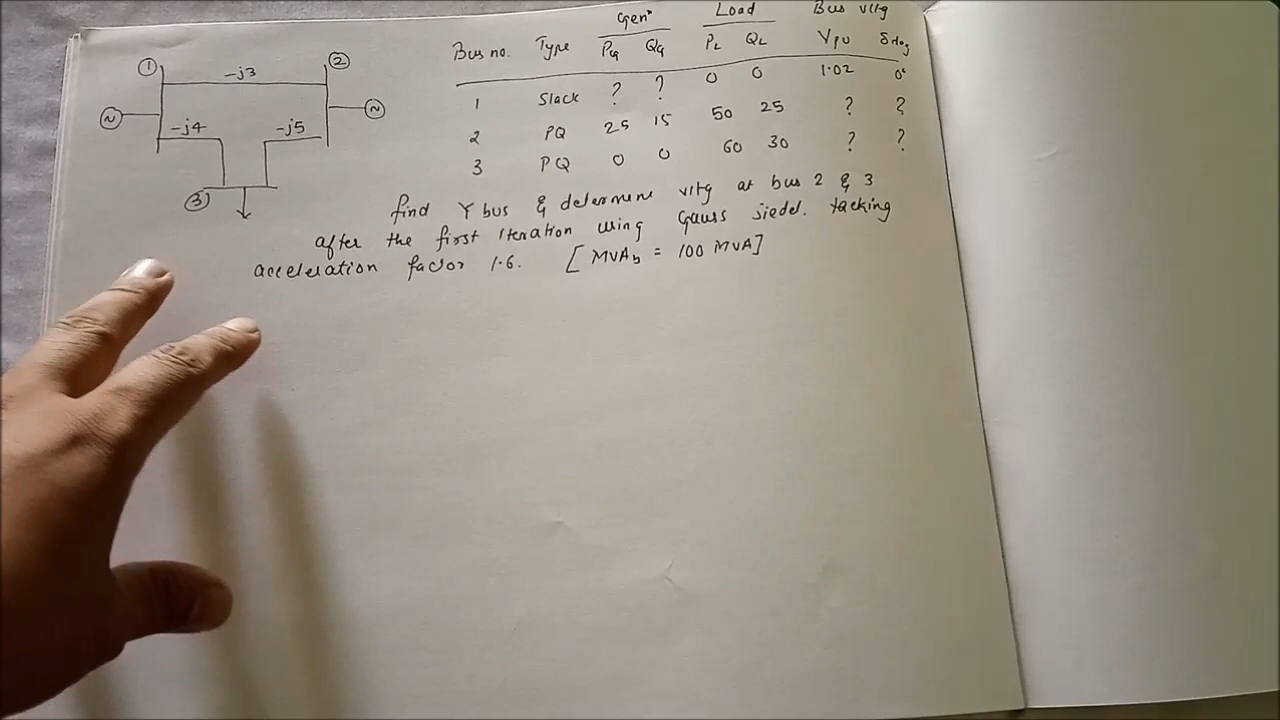 Genⁿ Load Bus vltg
Bus no. Type PG QG PL QL Vpu δdeg
1 Slack ? ? 0 0 1.02 0°
2 PQ 25 15 50 25 ? ?
3 PQ 0 0 60 30 ? ?
① -j3 ②
~ ~
-j4 -j5
③
find Y bus & determine vltg at bus 2 & 3
after the first iteration using Gauss siedel. tacking
acceleration factor 1.6. [MVAb = 100 MVA]